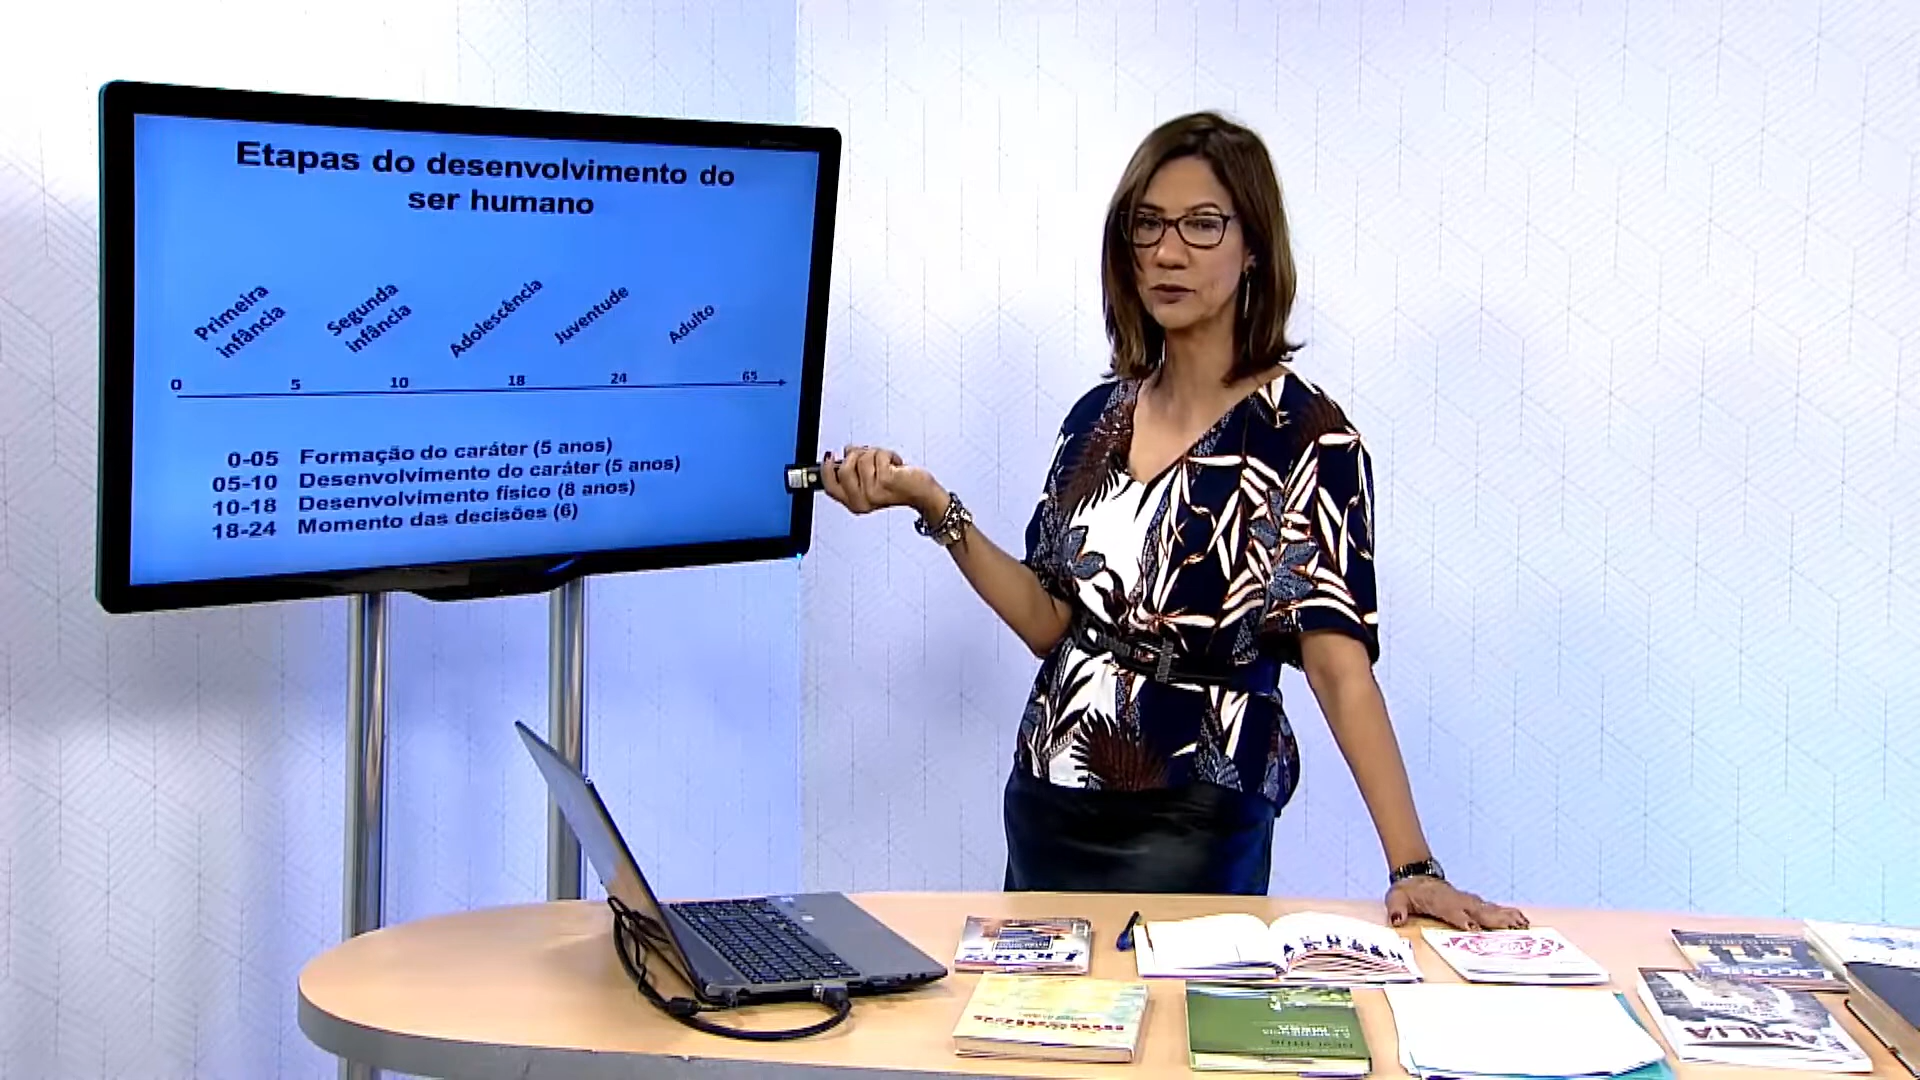 Etapas do desenvolvimento do
ser humano
Primeira
infância
Segunda
infância
Adolescência
Juventude
Adulto
0 5 10 18 24 65
0-05 Formação do caráter (5 anos)
05-10 Desenvolvimento do caráter (5 anos)
10-18 Desenvolvimento físico (8 anos)
18-24 Momento das decisões (6)